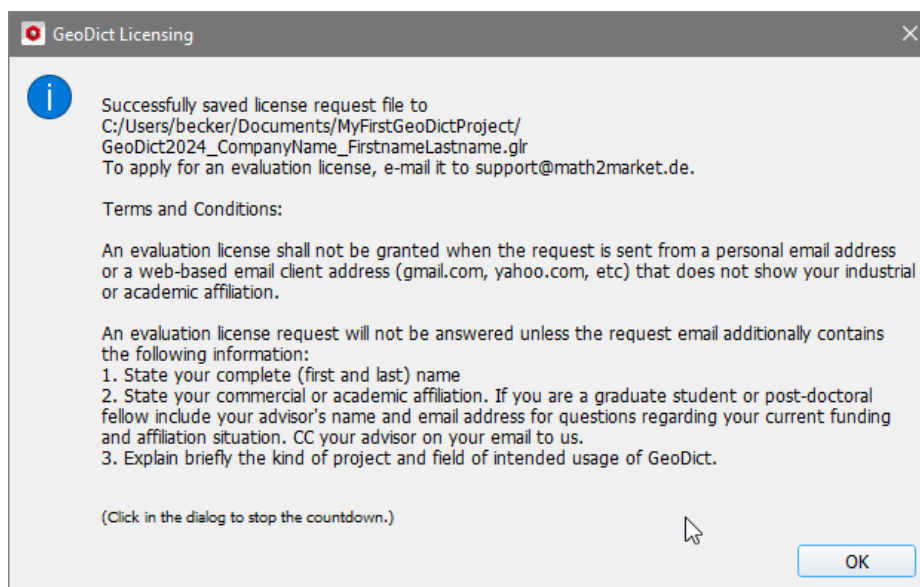 GeoDict Licensing
Successfully saved license request file to
C:/Users/becker/Documents/MyFirstGeoDictProject/
GeoDict2024_CompanyName_FirstnameLastname.glr
To apply for an evaluation license, e-mail it to support@math2market.de.
Terms and Conditions:
An evaluation license shall not be granted when the request is sent from a personal email address
or a web-based email client address (gmail.com, yahoo.com, etc) that does not show your industrial
or academic affiliation.
An evaluation license request will not be answered unless the request email additionally contains
the following information:
1. State your complete (first and last) name
2. State your commercial or academic affiliation. If you are a graduate student or post-doctoral
fellow include your advisor's name and email address for questions regarding your current funding
and affiliation situation. CC your advisor on your email to us.
3. Explain briefly the kind of project and field of intended usage of GeoDict.
(Click in the dialog to stop the countdown.)
OK